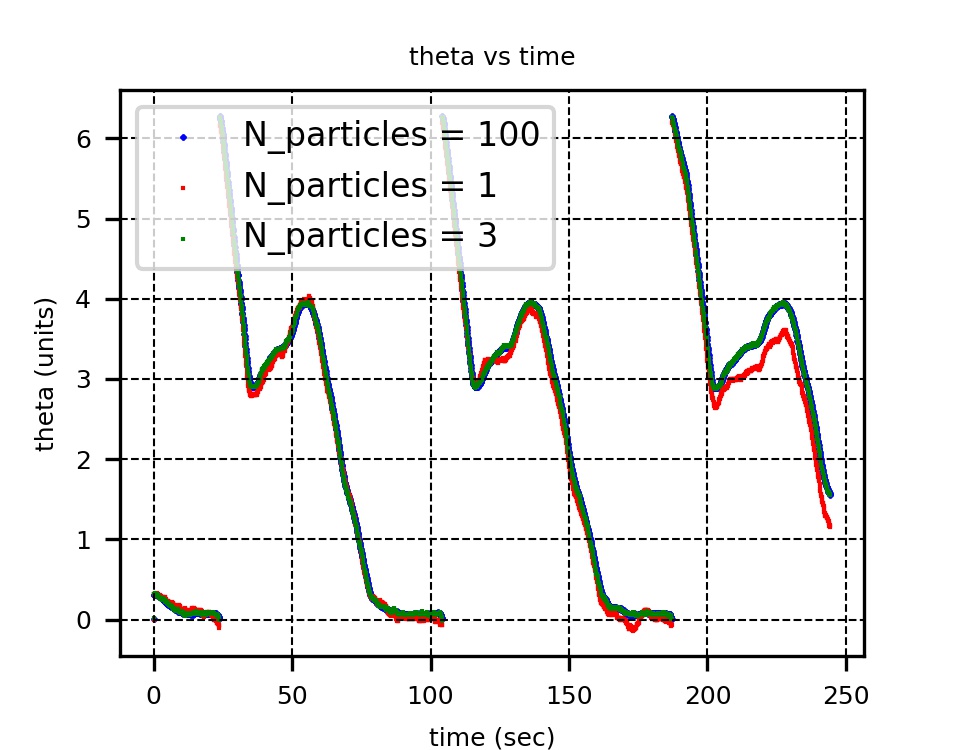 theta vs time
N_particles = 100
N_particles = 1
N_particles = 3
6
5
4
3
2
1
0
theta (units)
0 50 100 150 200 250
time (sec)